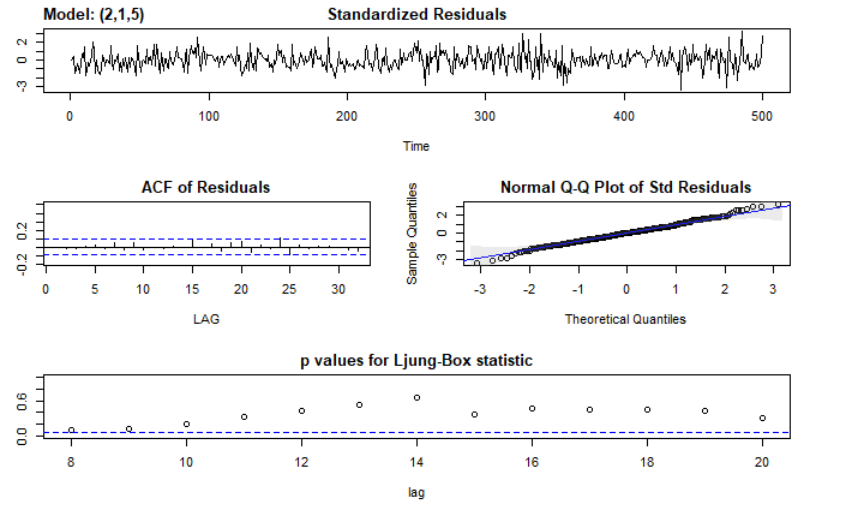 Model: (2,1,5) Standardized Residuals
-3 0 2
0 100 200 300 400 500
Time
ACF of Residuals
-0.2 0.2
0 5 10 15 20 25 30
LAG
Normal Q-Q Plot of Std Residuals
Sample Quantiles
-3 0 2
-3 -2 -1 0 1 2 3
Theoretical Quantiles
p values for Ljung-Box statistic
0.0 0.6
8 10 12 14 16 18 20
lag